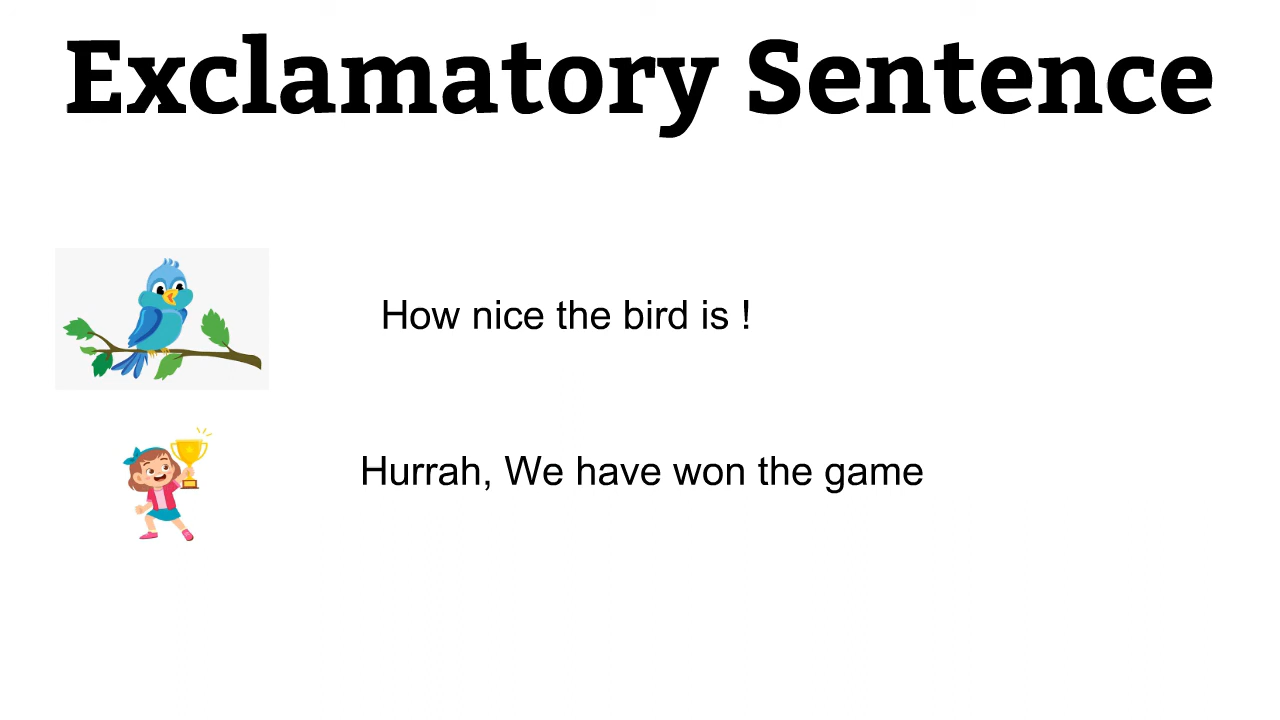 Exclamatory Sentence
How nice the bird is !
Hurrah, We have won the game